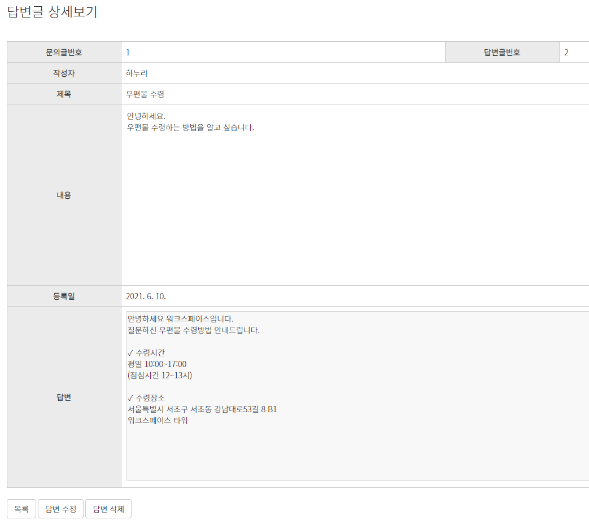 답변글 상세보기
문의글번호 1 답변글번호 2
작성자 하누리
제목 우편물 수령
내용
안녕하세요.
우편물 수령하는 방법을 알고 싶습니다.
등록일 2021. 6. 10.
답변
안녕하세요 워크스페이스입니다.
질문하신 우편물 수령방법 안내드립니다.
✓ 수령시간
평일 10:00~17:00
(점심시간 12~13시)
✓ 수령장소
서울특별시 서초구 서초동 강남대로53길 8 B1
워크스페이스 타워
목록 답변 수정 답변 삭제